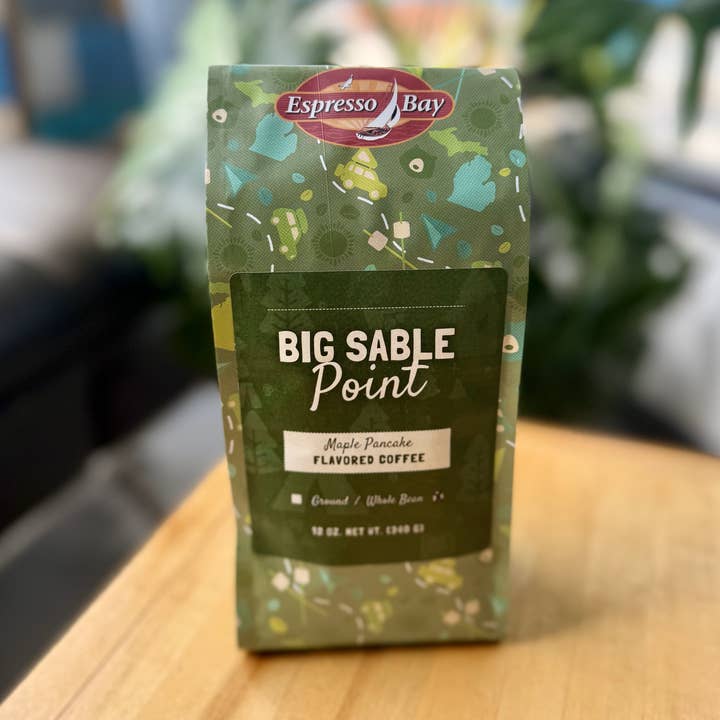 Espresso Bay
BIG SABLE
Point
Maple Pancake
FLAVORED COFFEE
Ground / Whole Bean
12 OZ. NET WT. (340 G)